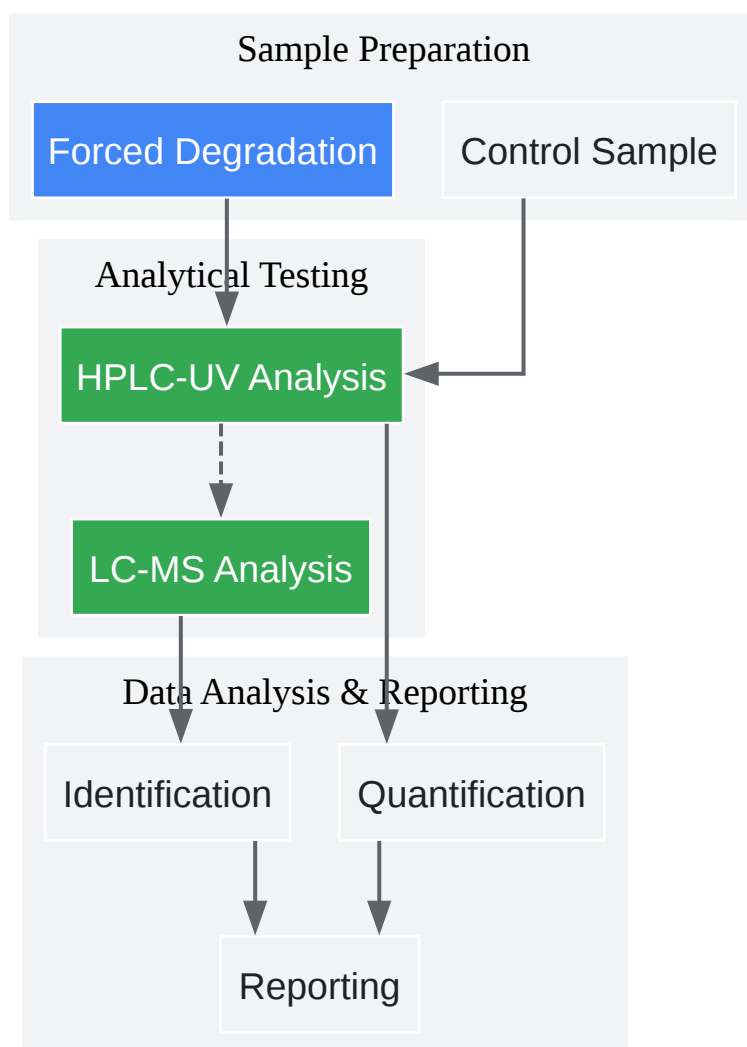 Sample Preparation
Forced Degradation
Control Sample
Analytical Testing
HPLC-UV Analysis
LC-MS Analysis
Data Analysis & Reporting
Identification
Quantification
Reporting